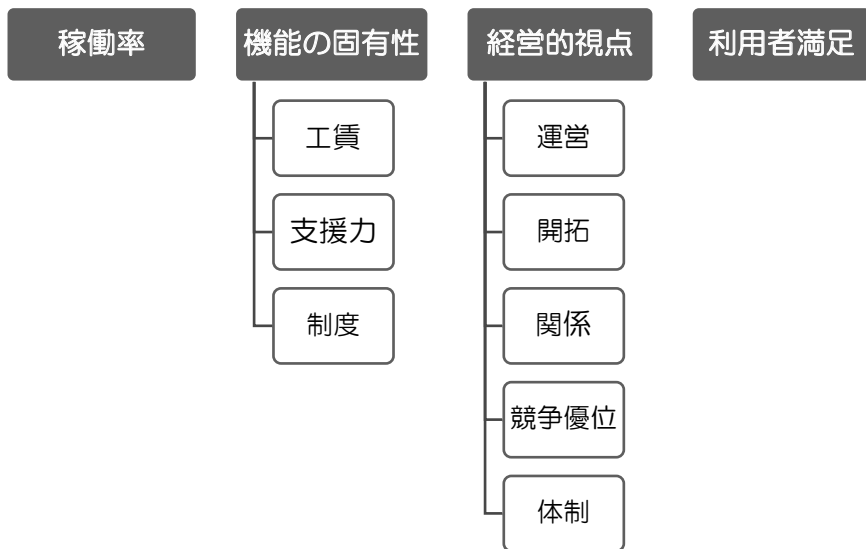 稼働率
機能の固有性
工賃
支援力
制度
経営的視点
運営
開拓
関係
競争優位
体制
利用者満足